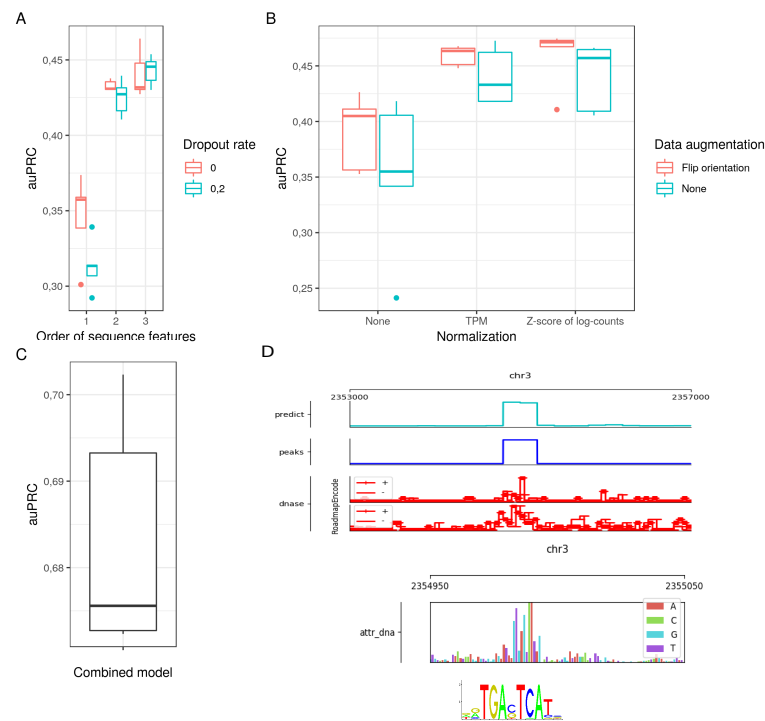 A
0,45
0,40
0,35
0,30
auPRC
1 2 3
Order of sequence features
Dropout rate
0
0,2
B
0,45
0,40
0,35
0,30
0,25
auPRC
None TPM Z-score of log-counts
Normalization
Data augmentation
Flip orientation
None
C
0,70
0,69
0,68
auPRC
Combined model
D
chr3
2353000 2357000
predict
peaks
dnase
RoadmapEncode
+
-
+
-
chr3
2354950 2355050
attr_dna
A
C
G
T
TGA TCA